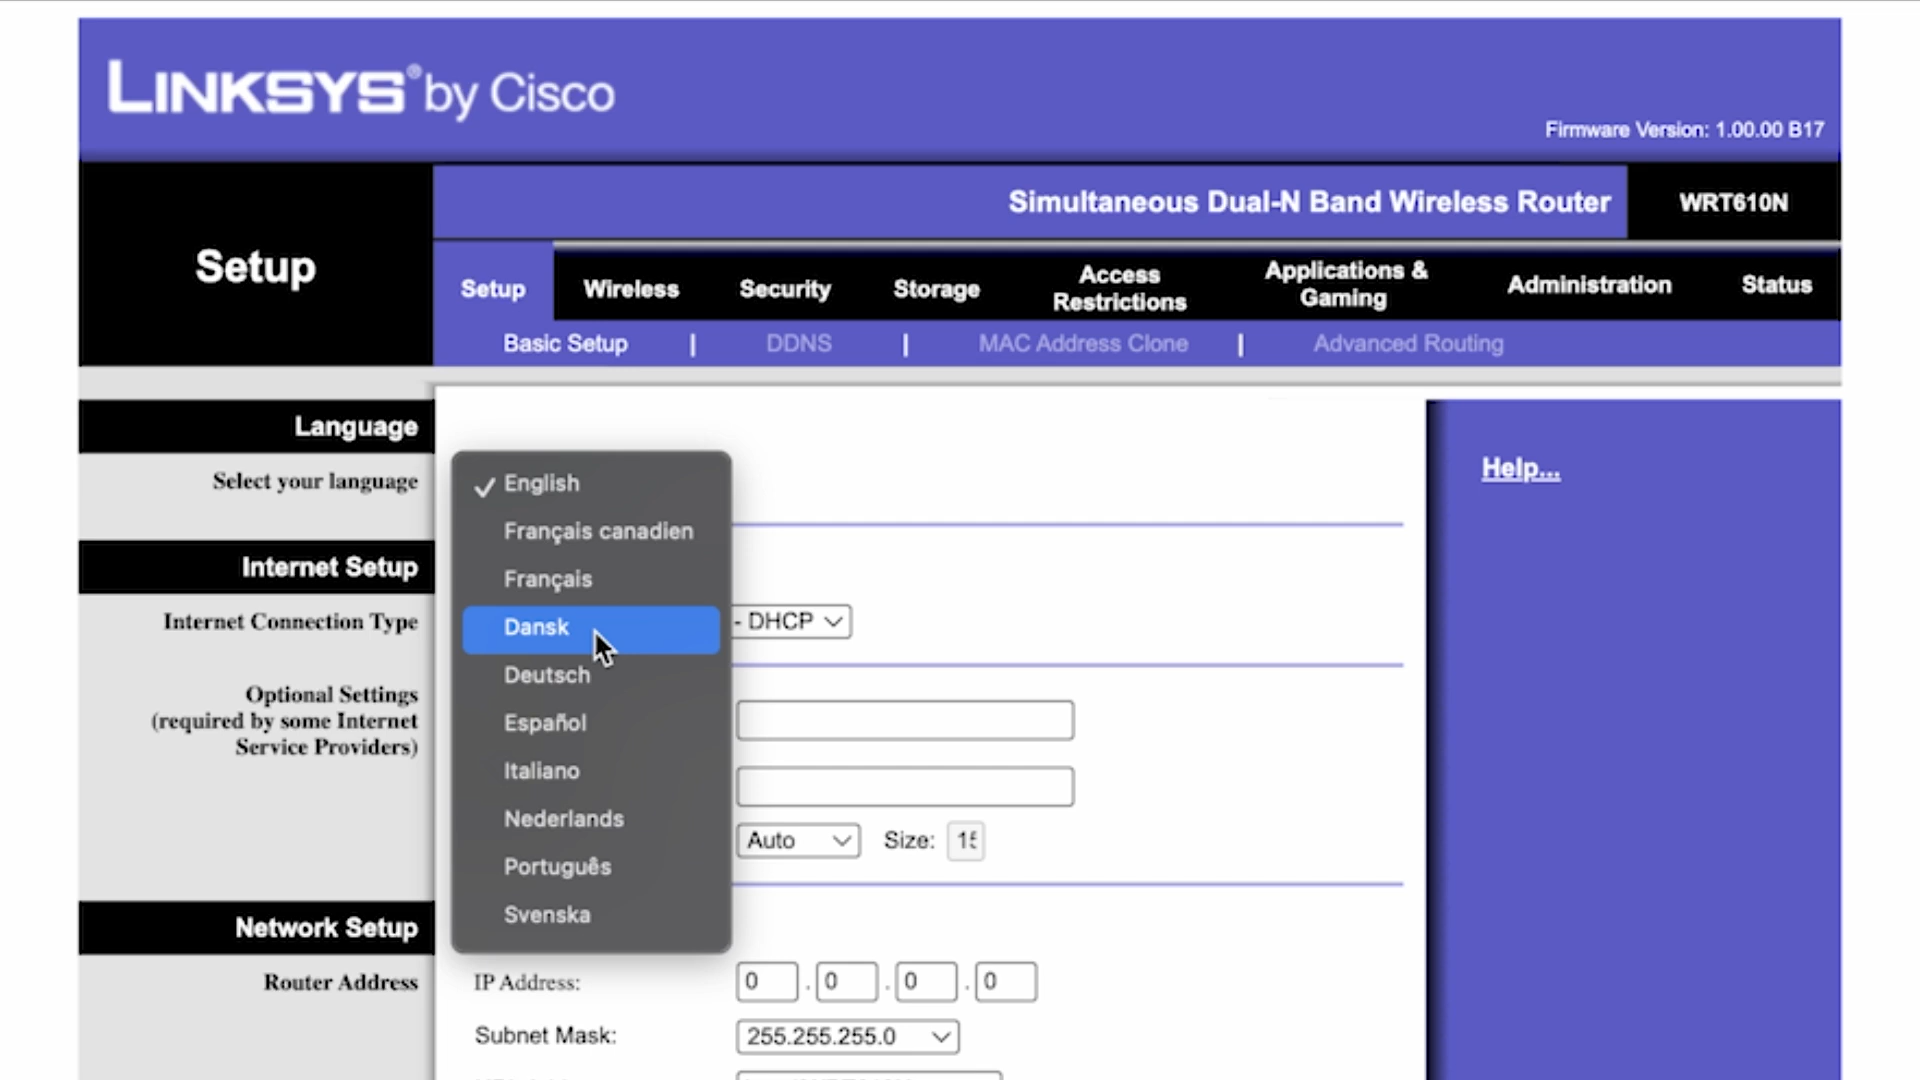 LINKSYS® by Cisco
Firmware Version: 1.00.00 B17
Simultaneous Dual-N Band Wireless Router
WRT610N
Setup
Setup
Wireless
Security
Storage
Access
Restrictions
Applications &
Gaming
Administration
Status
Basic Setup | DDNS | MAC Address Clone | Advanced Routing
Language
Select your language
English
Français canadien
Français
Dansk
Deutsch
Español
Italiano
Nederlands
Português
Svenska
Help...
Internet Setup
Internet Connection Type
- DHCP
Optional Settings
(required by some Internet
Service Providers)
Auto
Size:
Network Setup
Router Address
IP Address:
0 . 0 . 0 . 0
Subnet Mask:
255.255.255.0